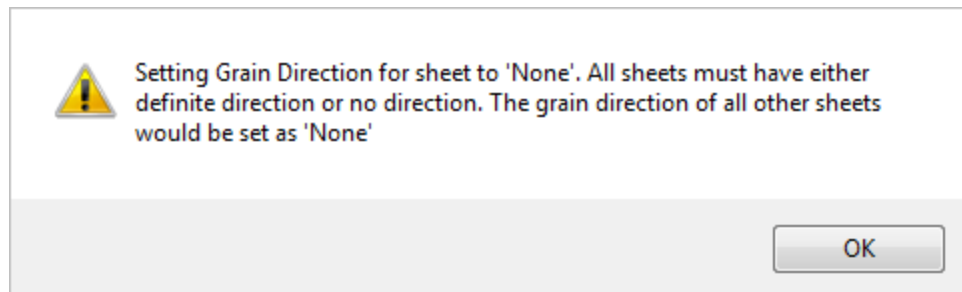 Setting Grain Direction for sheet to 'None'. All sheets must have either
definite direction or no direction. The grain direction of all other sheets
would be set as 'None'
OK